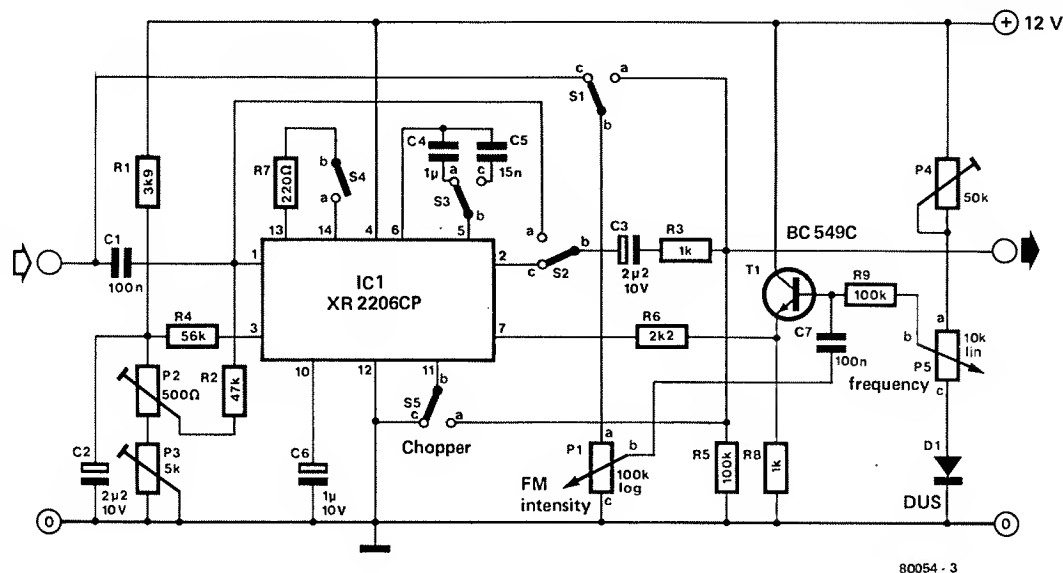 + 12 V
c a
S1
b
R1
3k9
R7
220Ω
b
S4
a
C4
1µ
a
C5
15n
c
S3
b
P4
50k
13 14 4 6 5
C1
100n
1
IC1
XR 2206CP
2
a
b
S2
c
C3
2µ2
10V
R3
1k
BC 549C
T1
R9
100k
R4
56k
3
7
R6
2k2
C7
100n
a
b
10k
lin
P5
c
frequency
10 12 11
P2
500Ω
R2
47k
b
S5
c a
Chopper
C2
2µ2
10V
P3
5k
C6
1µ
10V
FM
intensity
P1
a
b
100k
log
c
R5
100k
R8
1k
D1
DUS
0 0
80054 - 3